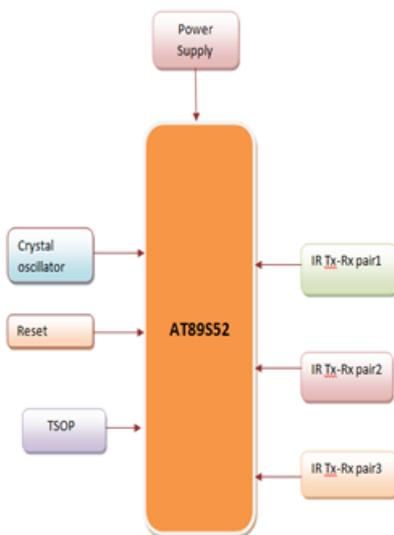 Power
Supply
Crystal
oscillator
Reset
TSOP
AT89S52
IR Tx-Rx pair1
IR Tx-Rx pair2
IR Tx-Rx pair3